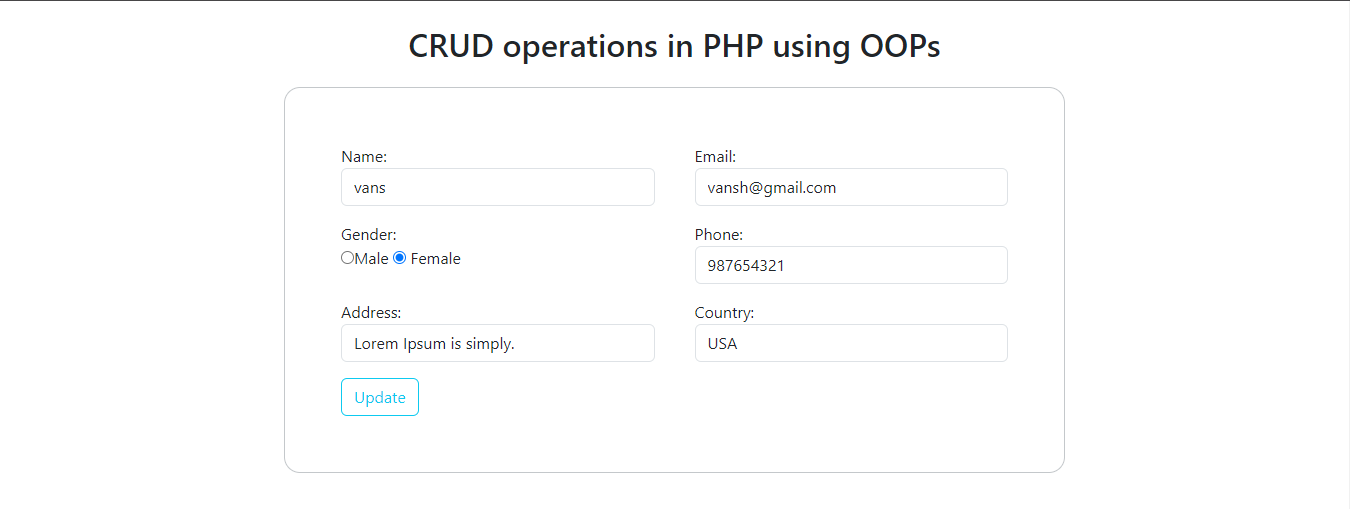 CRUD operations in PHP using OOPs
Name: Email:
vans vansh@gmail.com
Gender: Phone:
Male Female 987654321
Address: Country:
Lorem Ipsum is simply. USA
Update